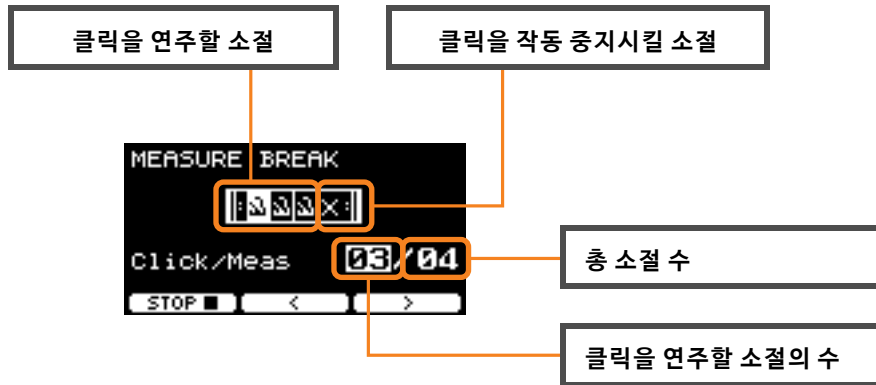 클릭을 연주할 소절
클릭을 작동 중지시킬 소절
MEASURE BREAK
Click/Meas 03/04
총 소절 수
STOP ■ < >
클릭을 연주할 소절의 수